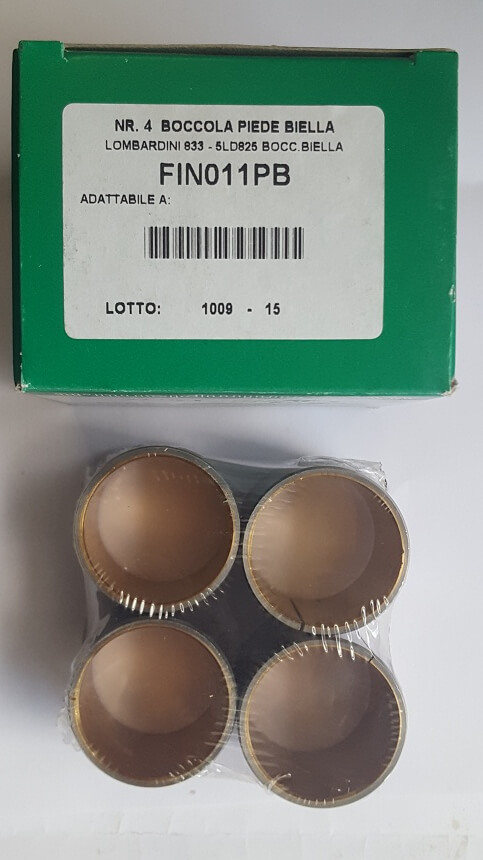 NR. 4 BOCCOLA PIEDE BIELLA
LOMBARDINI 833 - 5LD825 BOCC.BIELLA
FIN011PB
ADATTABILE A:
LOTTO: 1009 - 15